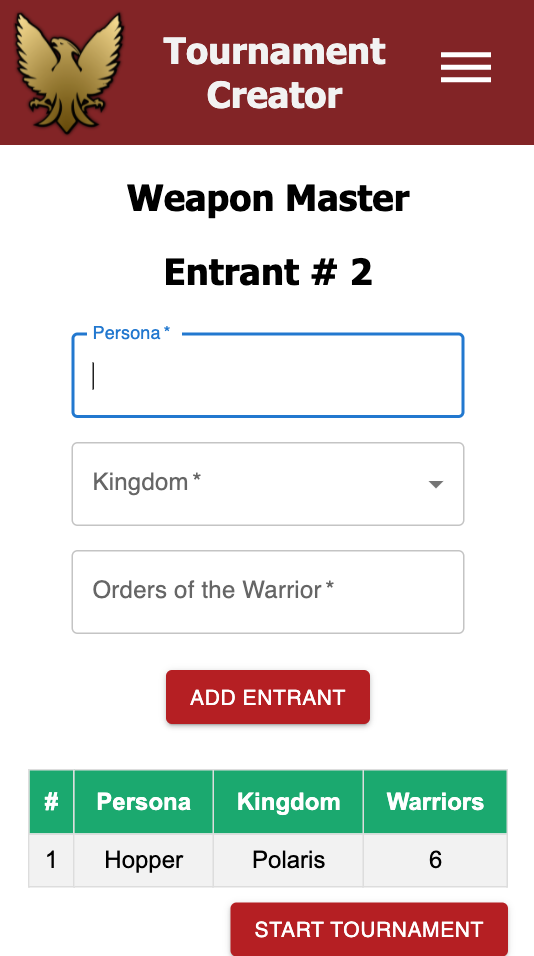 Tournament
Creator
Weapon Master
Entrant # 2
Persona *
Kingdom *
Orders of the Warrior *
ADD ENTRANT
# Persona Kingdom Warriors
1 Hopper Polaris 6
START TOURNAMENT